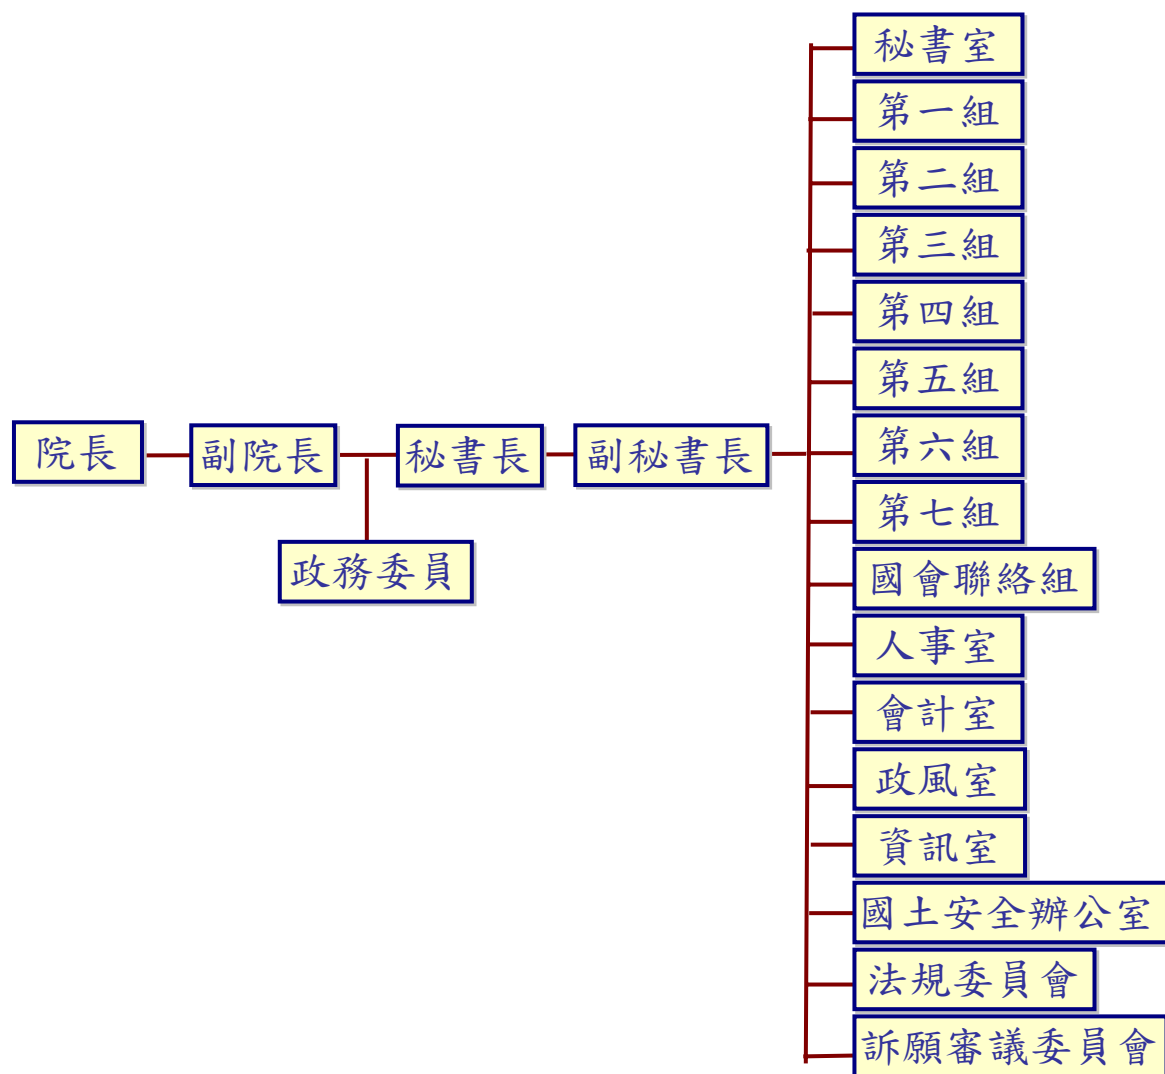 院長
副院長
秘書長
副秘書長
政務委員
秘書室
第一組
第二組
第三組
第四組
第五組
第六組
第七組
國會聯絡組
人事室
會計室
政風室
資訊室
國土安全辦公室
法規委員會
訴願審議委員會